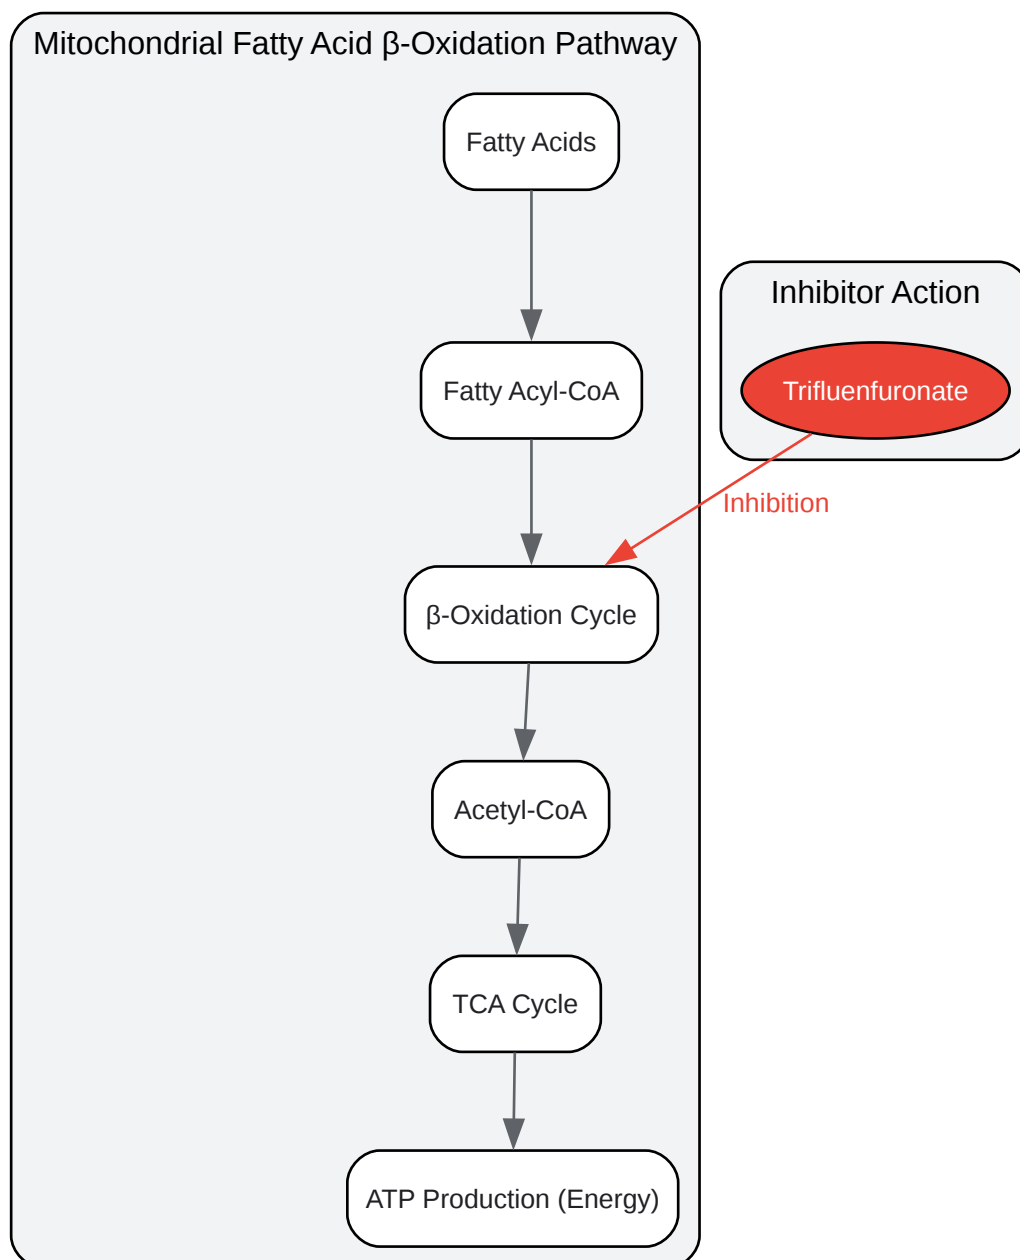 Mitochondrial Fatty Acid β-Oxidation Pathway
Fatty Acids
Inhibitor Action
Trifluenfuronate
Fatty Acyl-CoA
Inhibition
β-Oxidation Cycle
Acetyl-CoA
TCA Cycle
ATP Production (Energy)